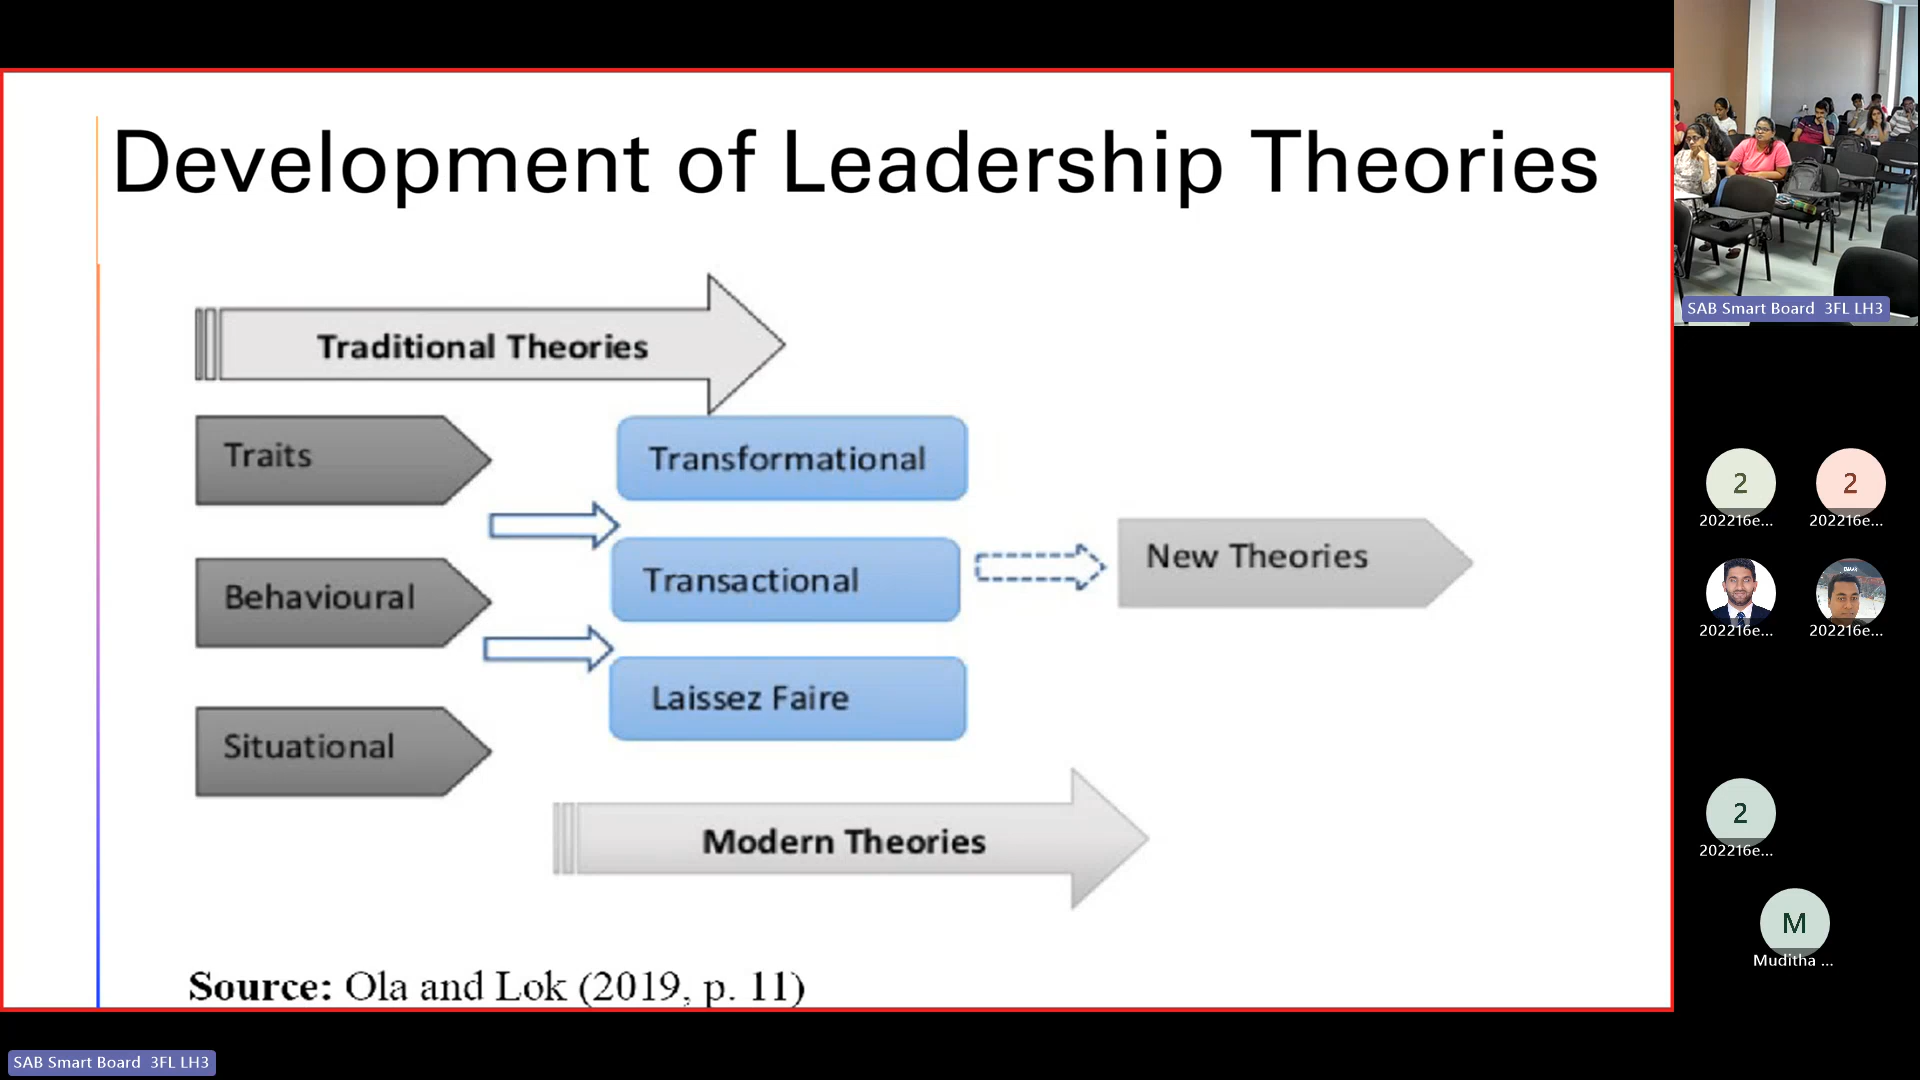 Development of Leadership Theories
Traditional Theories
Traits
Transformational
Behavioural
Transactional
New Theories
Situational
Laissez Faire
Modern Theories
Source: Ola and Lok (2019, p. 11)
SAB Smart Board 3FL LH3
SAB Smart Board 3FL LH3
2
2
202216e...
202216e...
202216e...
202216e...
2
202216e...
M
Muditha ...